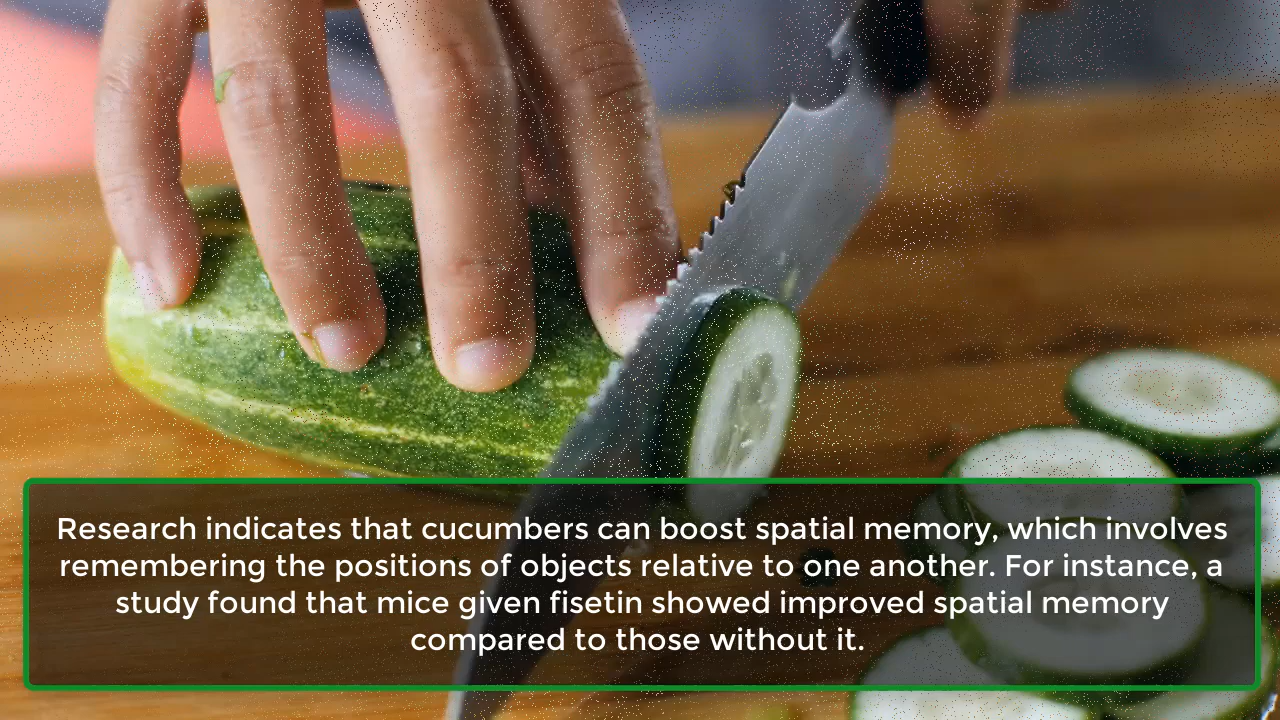 Research indicates that cucumbers can boost spatial memory, which involves
remembering the positions of objects relative to one another. For instance, a
study found that mice given fisetin showed improved spatial memory
compared to those without it.